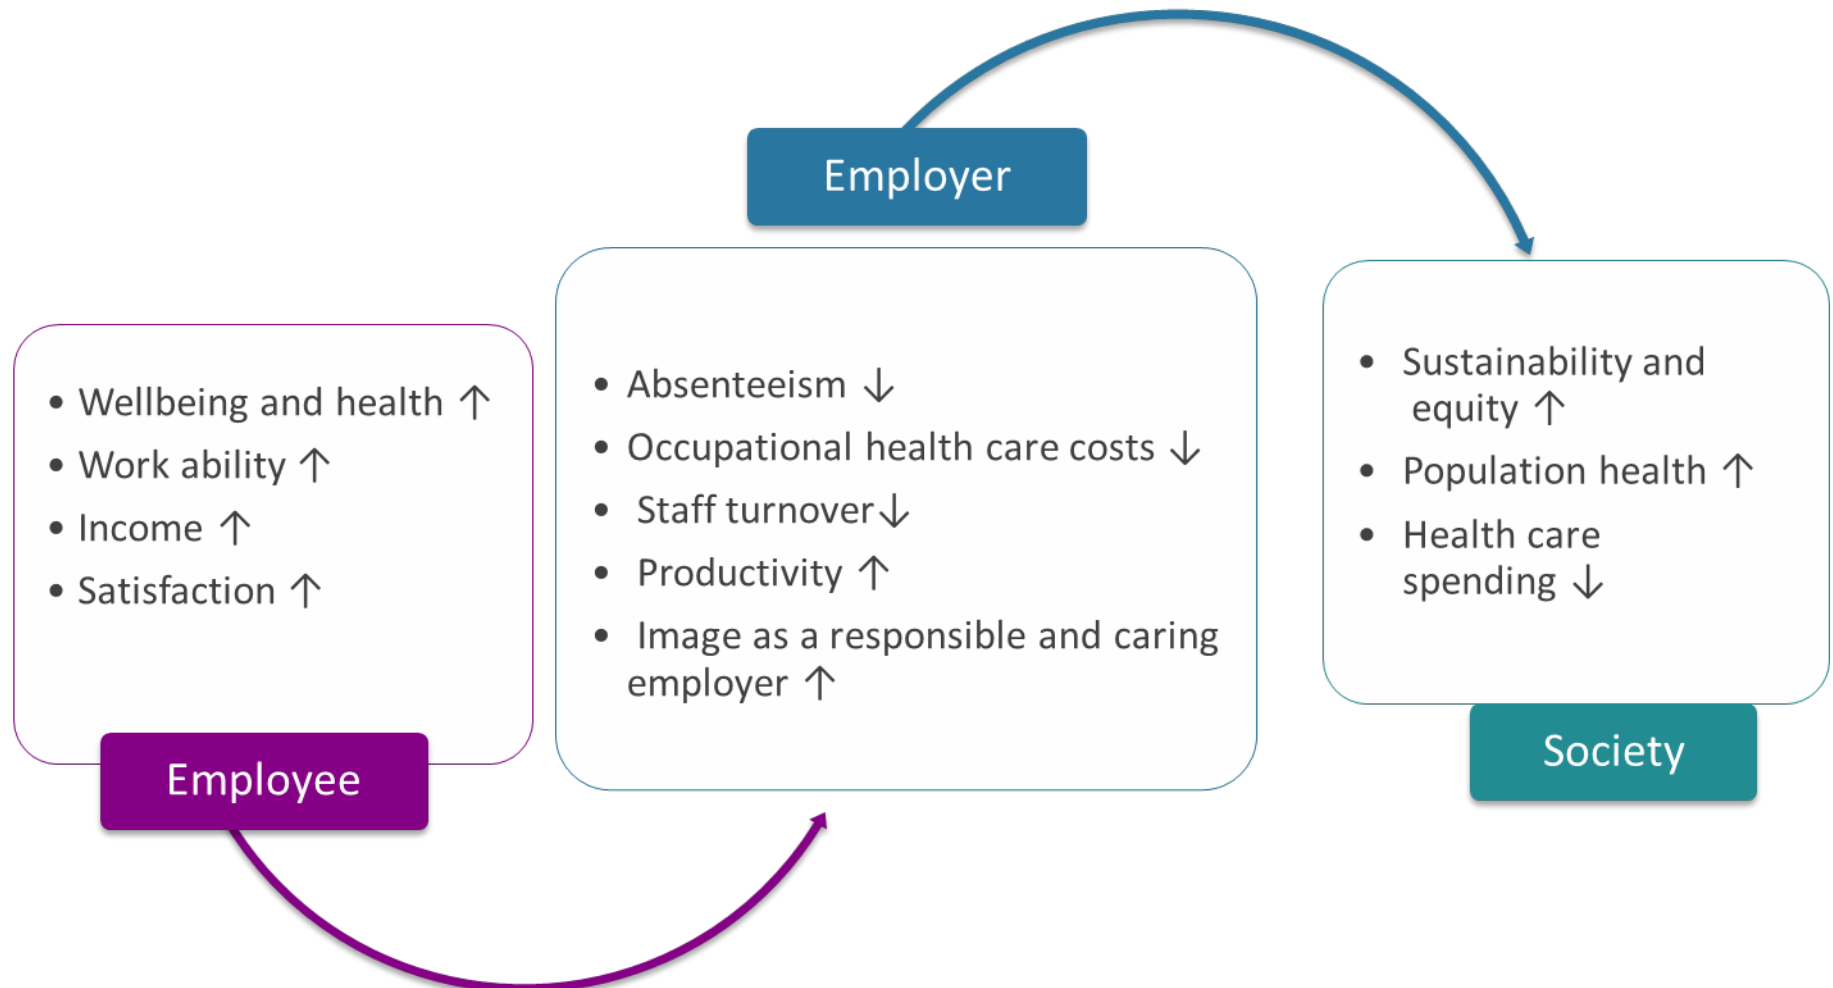 Employer
Employee
• Wellbeing and health ↑
• Work ability ↑
• Income ↑
• Satisfaction ↑
• Absenteeism ↓
• Occupational health care costs ↓
• Staff turnover↓
• Productivity ↑
• Image as a responsible and caring
employer ↑
• Sustainability and
equity ↑
• Population health ↑
• Health care
spending ↓
Society